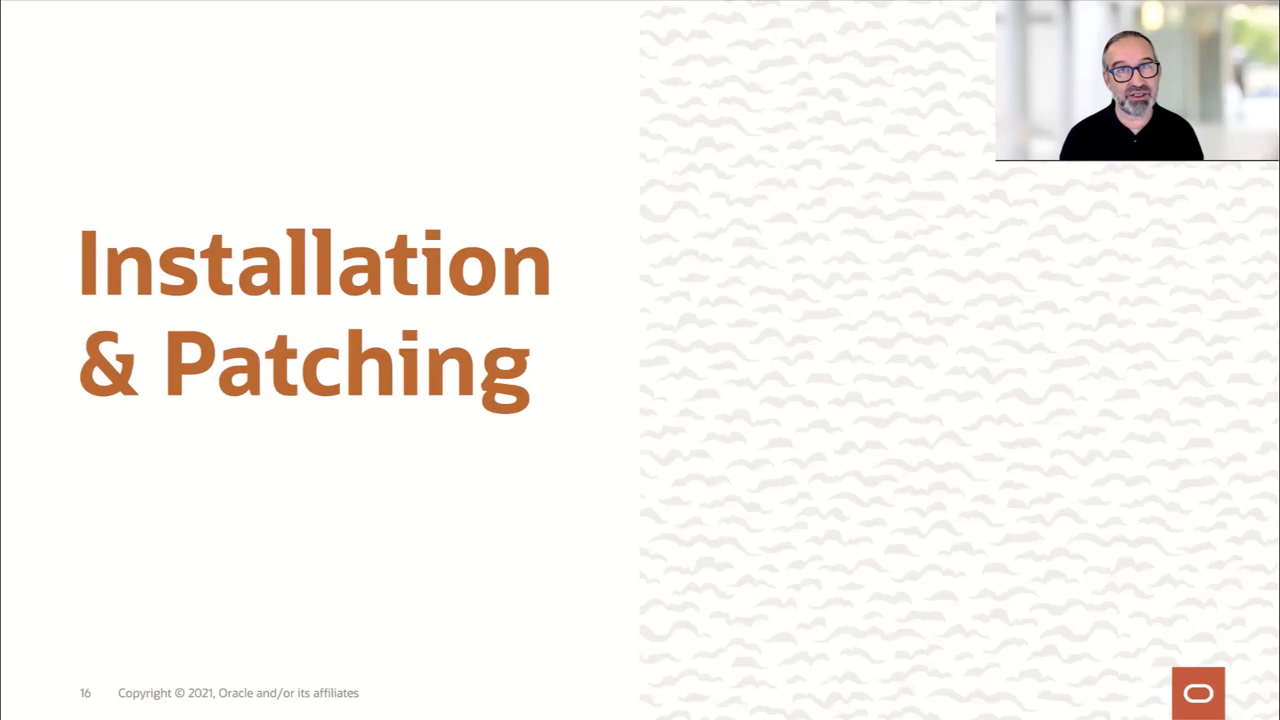 Installation
& Patching
16 Copyright © 2021, Oracle and/or its affiliates